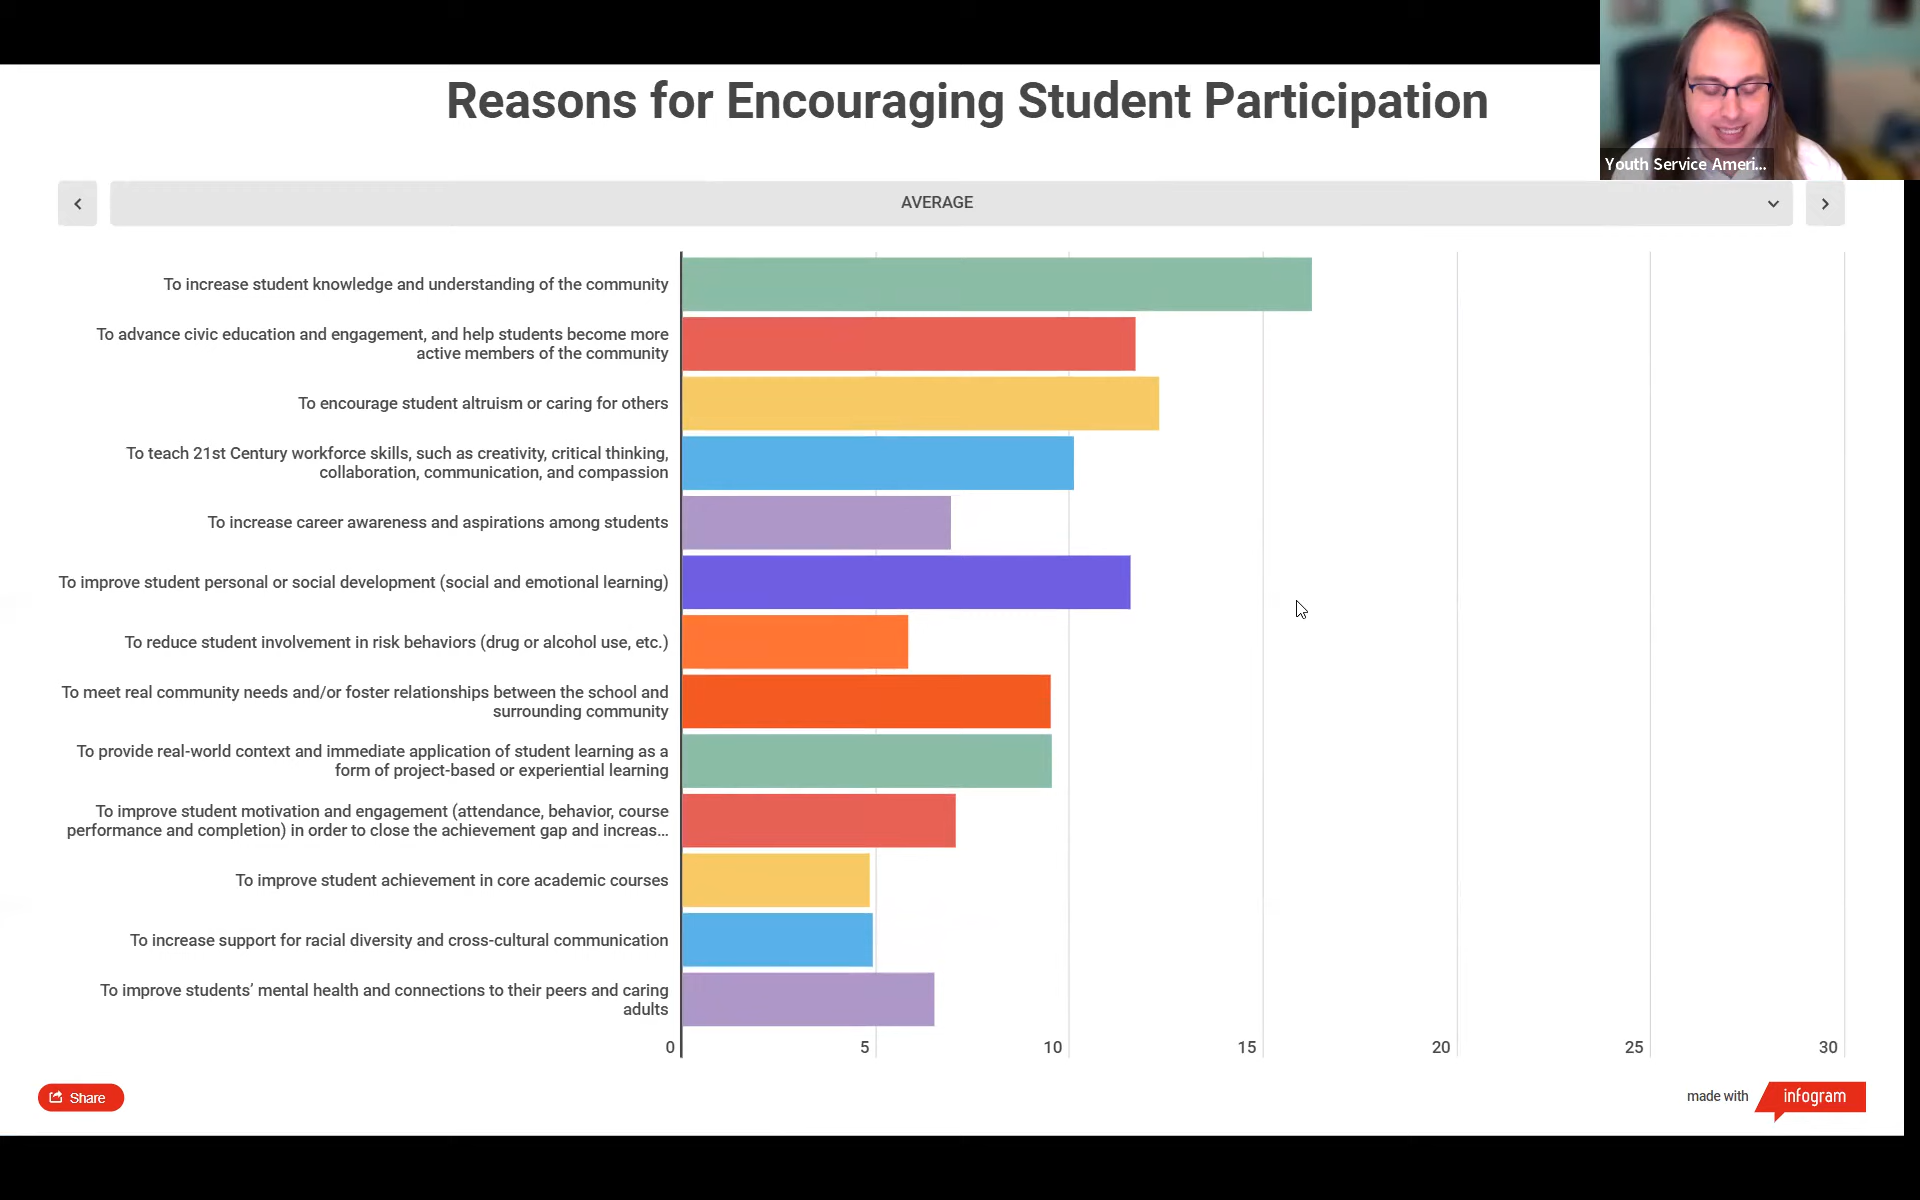 Reasons for Encouraging Student Participation
Youth Service Ameri...
AVERAGE
To increase student knowledge and understanding of the community
To advance civic education and engagement, and help students become more
active members of the community
To encourage student altruism or caring for others
To teach 21st Century workforce skills, such as creativity, critical thinking,
collaboration, communication, and compassion
To increase career awareness and aspirations among students
To improve student personal or social development (social and emotional learning)
To reduce student involvement in risk behaviors (drug or alcohol use, etc.)
To meet real community needs and/or foster relationships between the school and
surrounding community
To provide real-world context and immediate application of student learning as a
form of project-based or experiential learning
To improve student motivation and engagement (attendance, behavior, course
performance and completion) in order to close the achievement gap and increas...
To improve student achievement in core academic courses
To increase support for racial diversity and cross-cultural communication
To improve students’ mental health and connections to their peers and caring
adults
0 5 10 15 20 25 30
Share
made with infogram